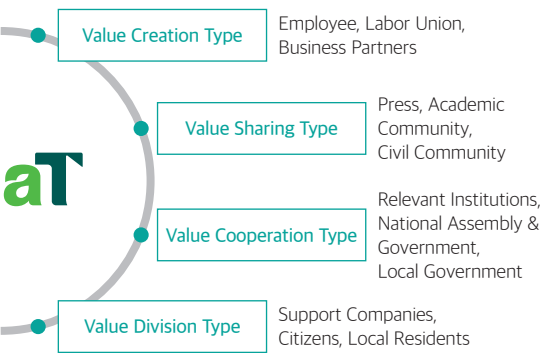 Value Creation Type
Employee, Labor Union,
Business Partners
Value Sharing Type
Press, Academic
Community,
Civil Community
aT
Value Cooperation Type
Relevant Institutions,
National Assembly &
Government,
Local Government
Value Division Type
Support Companies,
Citizens, Local Residents